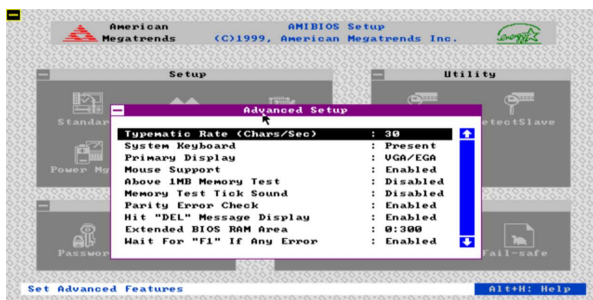 American Megatrends
AMIBIOS Setup
(C)1999, American Megatrends Inc.
Setup
Utility
Standar
etectSlave
Power Mg
Passwor
Fail-safe
Advanced Setup
Typematic Rate (Chars/Sec) : 30
System Keyboard : Present
Primary Display : VGA/EGA
Mouse Support : Enabled
Above 1MB Memory Test : Disabled
Memory Test Tick Sound : Disabled
Parity Error Check : Enabled
Hit "DEL" Message Display : Enabled
Extended BIOS RAM Area : 0:300
Wait For "F1" If Any Error : Enabled
Set Advanced Features
Alt+H: Help